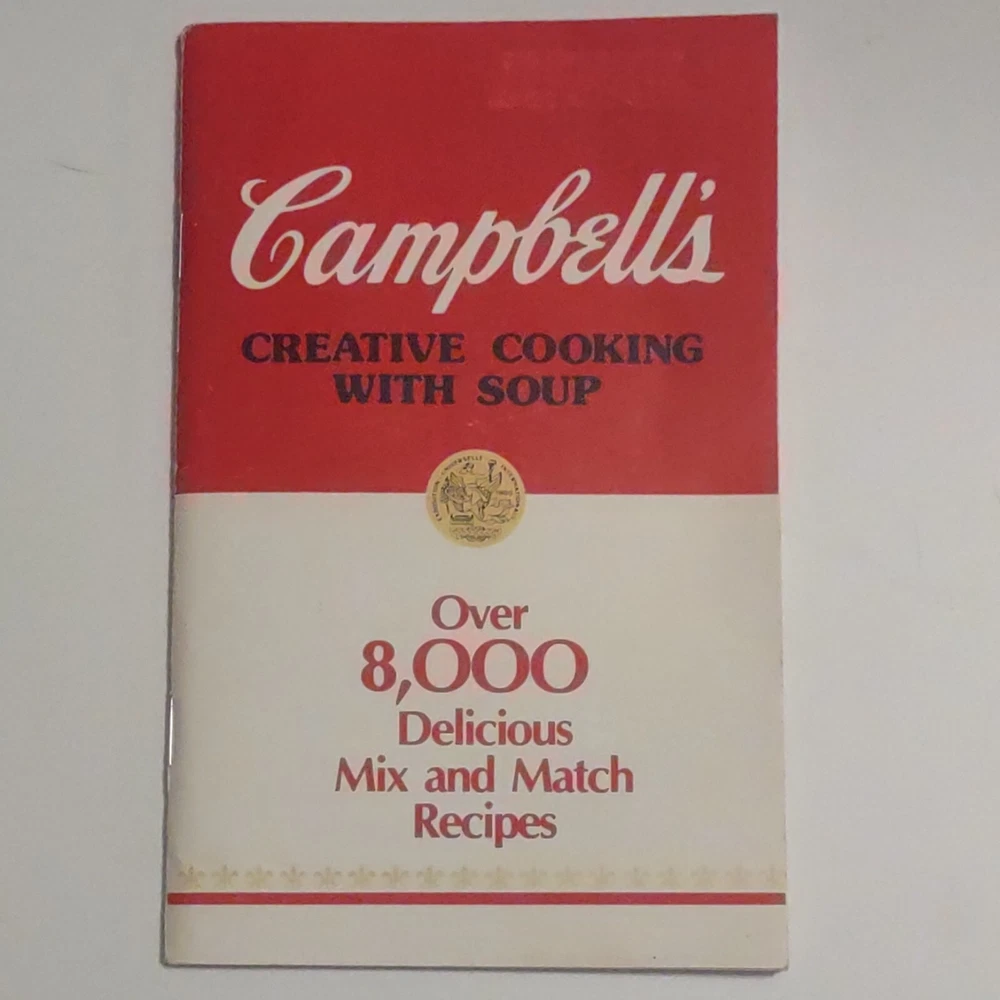 Campbell's
CREATIVE COOKING
WITH SOUP
Over
8,000
Delicious
Mix and Match
Recipes